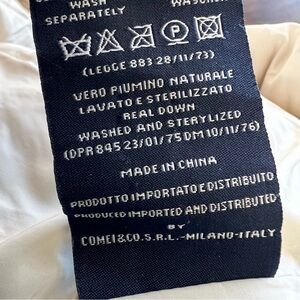 WASH
SEPARATELY
P
(LEGGE 883 28/11/73)
VERO PIUMINO NATURALE
LAVATO E STERILIZZATO
REAL DOWN
WASHED AND STERYLIZED
(DPR 845 23/01/75 DM 10/11/76)
MADE IN CHINA
PRODOTTO IMPORTATO E DISTRIBUITO
PRODUCED IMPORTED AND DISTRIBUTED
BY
COMEI & CO. S.R.L. - MILANO - ITALY